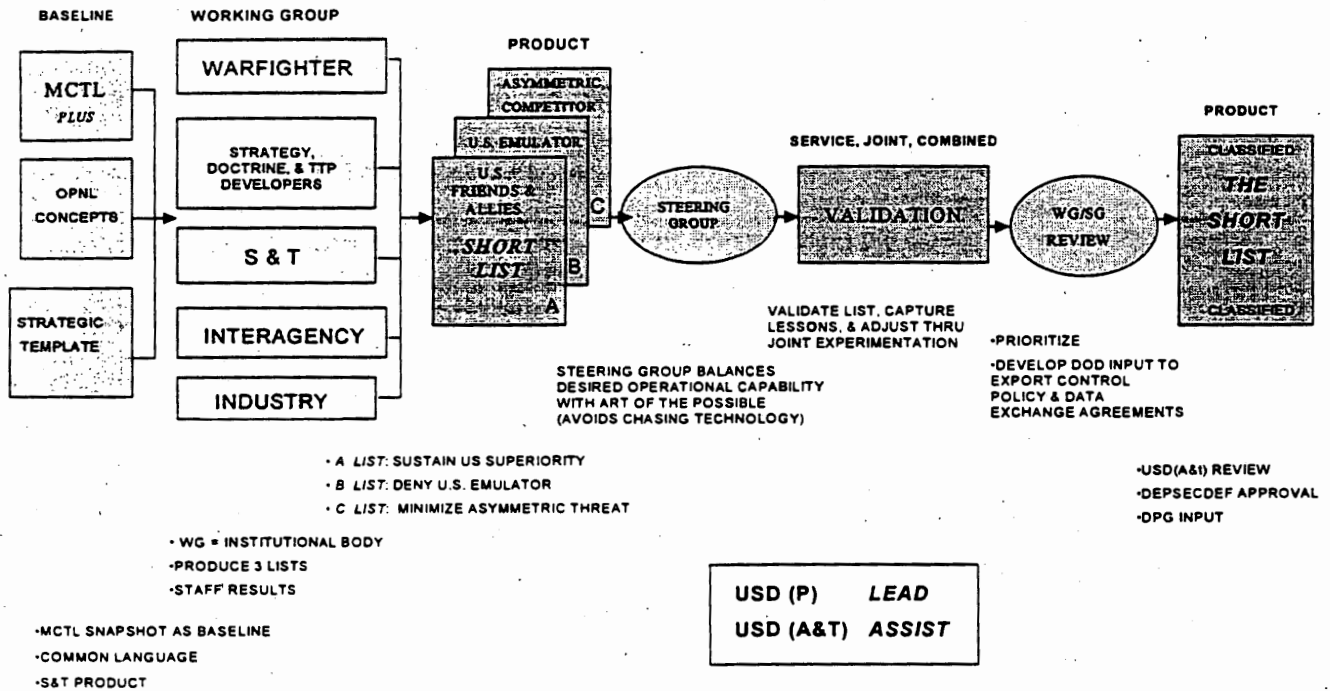 BASELINE
MCTL
PLUS
OPNL
CONCEPTS
STRATEGIC
TEMPLATE
WORKING GROUP
WARFIGHTER
STRATEGY,
DOCTRINE, & TTP
DEVELOPERS
S & T
INTERAGENCY
INDUSTRY
PRODUCT
ASYMMETRIC
COMPETITOR
C
U.S. EMULATOR
B
U.S.
FRIENDS &
ALLIES
SHORT
LIST
A
STEERING
GROUP
SERVICE, JOINT, COMBINED
VALIDATION
WG/SG
REVIEW
PRODUCT
CLASSIFIED
THE
SHORT
LIST
CLASSIFIED
STEERING GROUP BALANCES
DESIRED OPERATIONAL CAPABILITY
WITH ART OF THE POSSIBLE
(AVOIDS CHASING TECHNOLOGY)
VALIDATE LIST, CAPTURE
LESSONS, & ADJUST THRU
JOINT EXPERIMENTATION
•PRIORITIZE
•DEVELOP DOD INPUT TO
EXPORT CONTROL
POLICY & DATA
EXCHANGE AGREEMENTS
•USD(A&t) REVIEW
•DEPSECDEF APPROVAL
•DPG INPUT
• A LIST: SUSTAIN US SUPERIORITY
• B LIST: DENY U.S. EMULATOR
• C LIST: MINIMIZE ASYMMETRIC THREAT
• WG = INSTITUTIONAL BODY
•PRODUCE 3 LISTS
•STAFF RESULTS
•MCTL SNAPSHOT AS BASELINE
•COMMON LANGUAGE
•S&T PRODUCT
USD (P) LEAD
USD (A&T) ASSIST